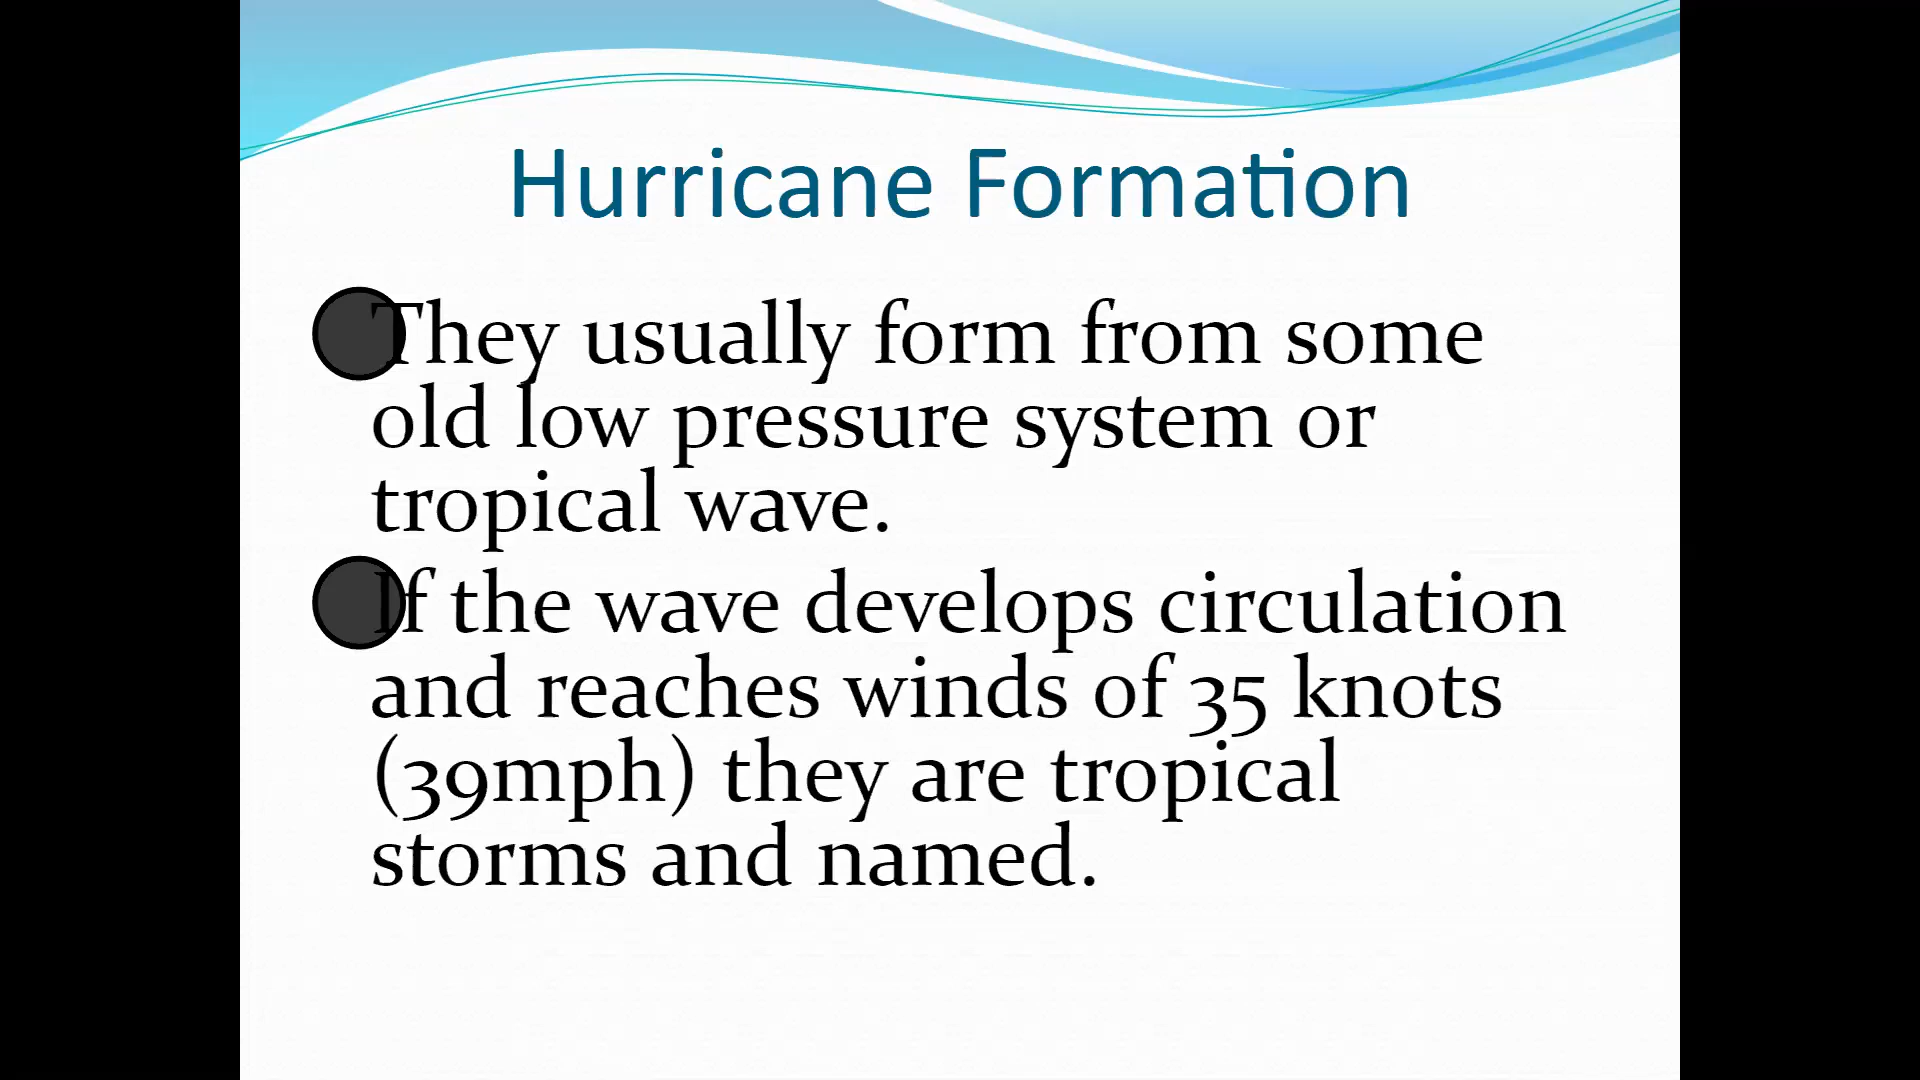 Hurricane Formation
They usually form from some
old low pressure system or
tropical wave.
If the wave develops circulation
and reaches winds of 35 knots
(39mph) they are tropical
storms and named.